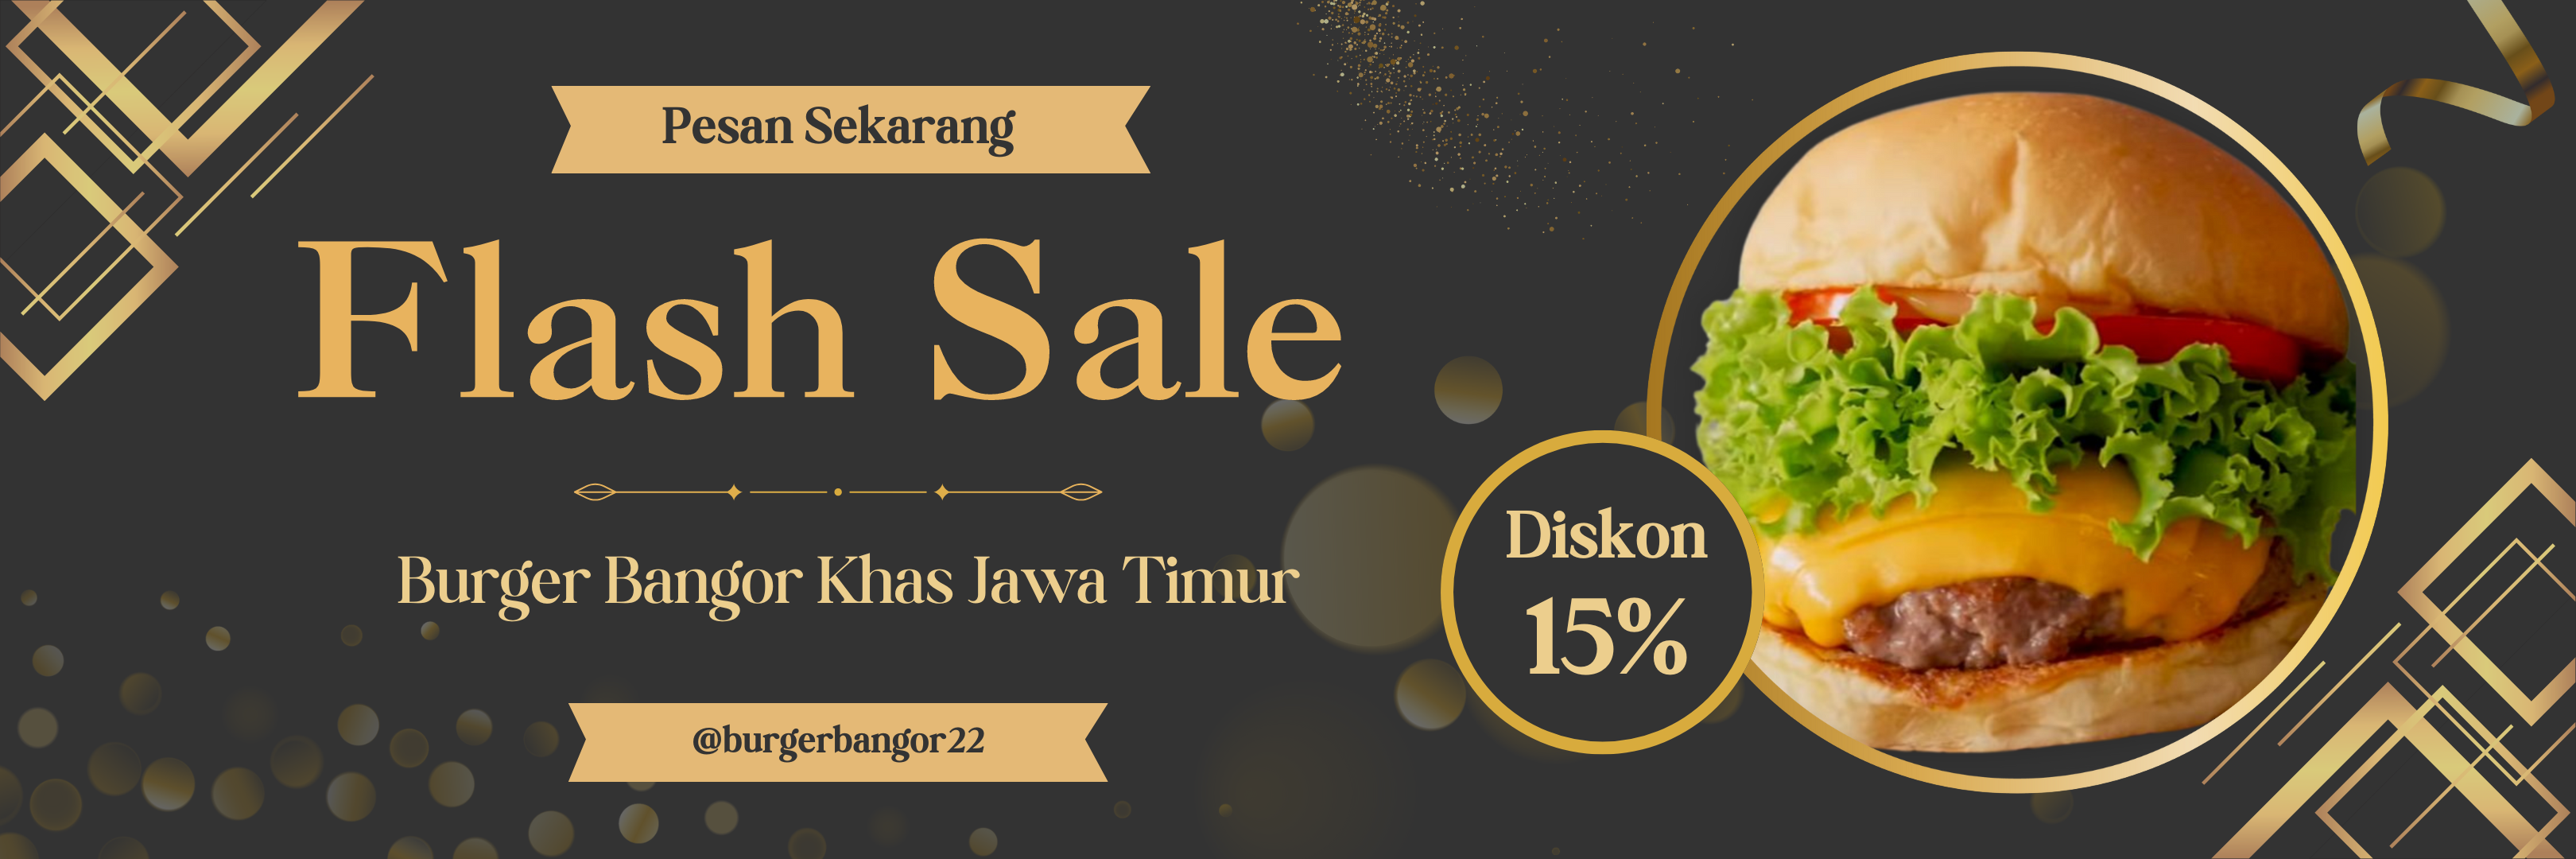 Pesan Sekarang
Flash Sale
Burger Bangor Khas Jawa Timur
@burgerbangor22
Diskon
15%